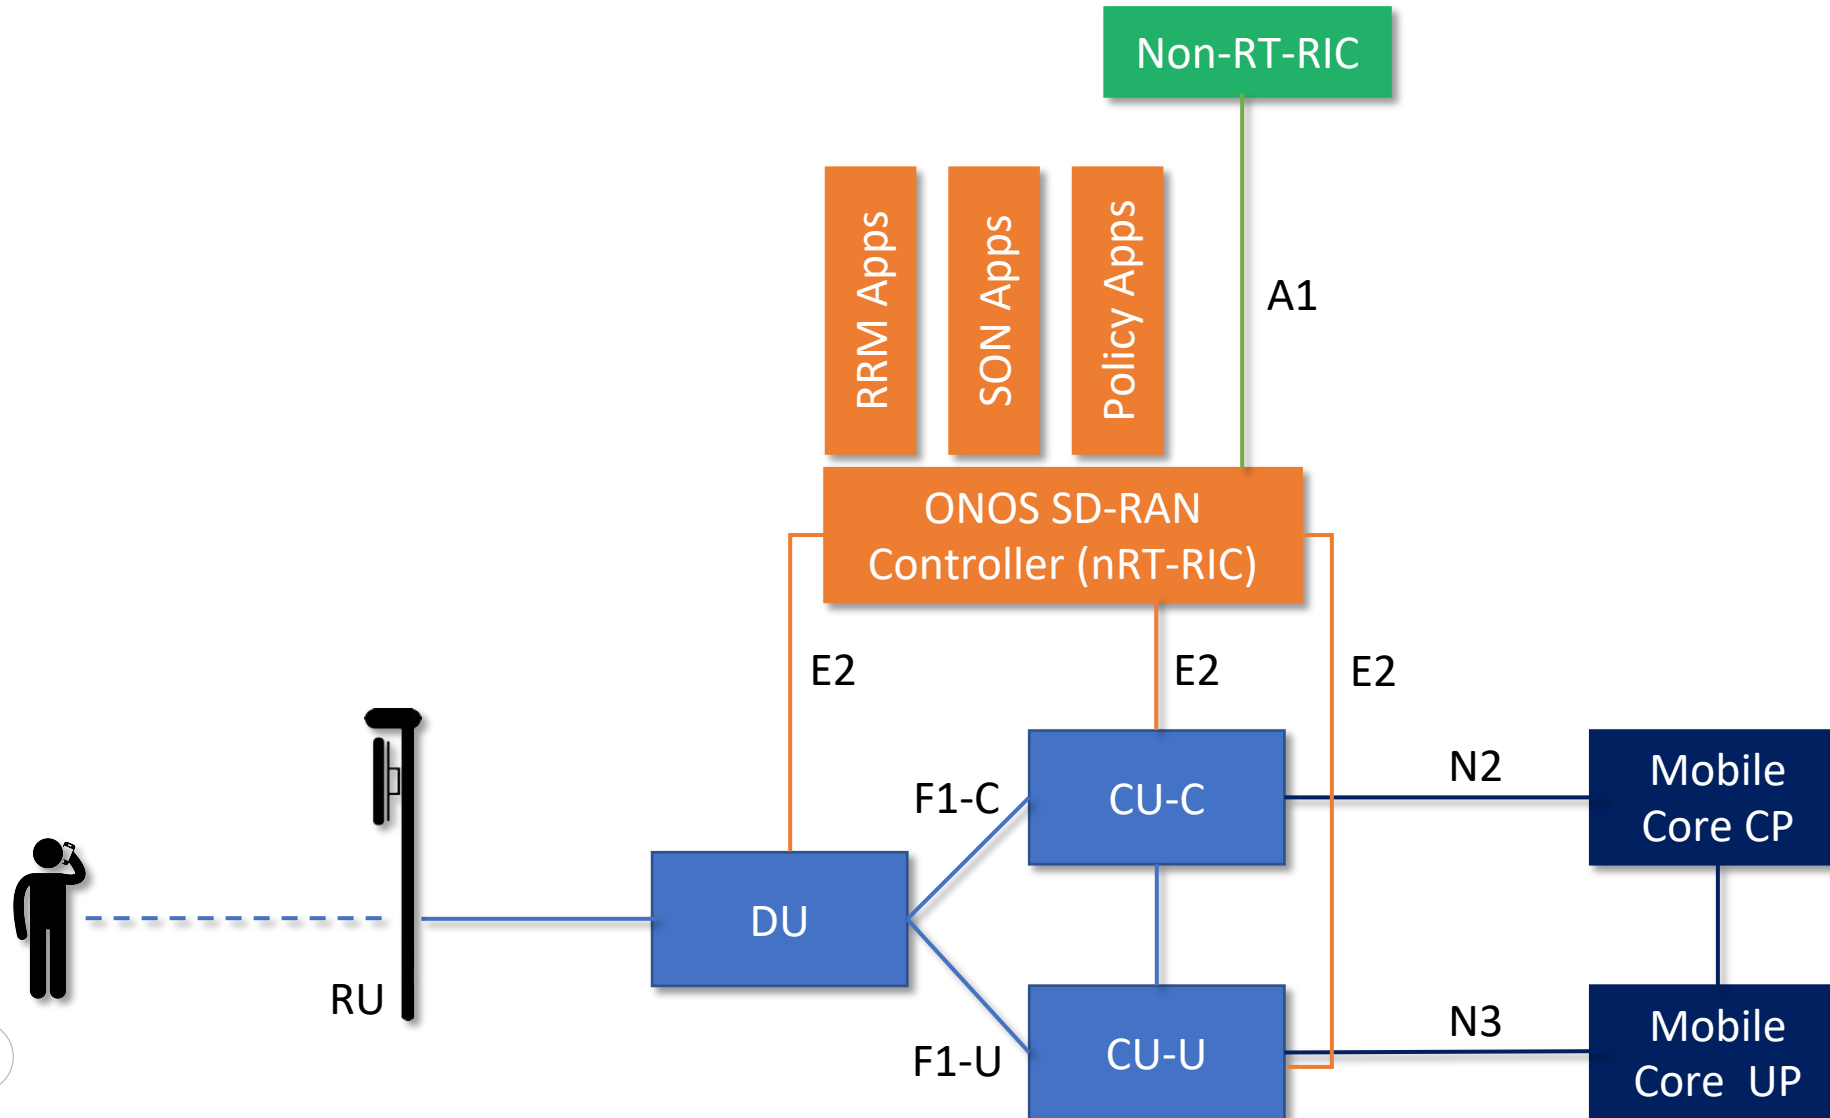 Non-RT-RIC
RRM Apps
SON Apps
Policy Apps
A1
ONOS SD-RAN
Controller (nRT-RIC)
E2
E2
E2
F1-C
CU-C
N2
Mobile
Core CP
DU
RU
F1-U
CU-U
N3
Mobile
Core UP